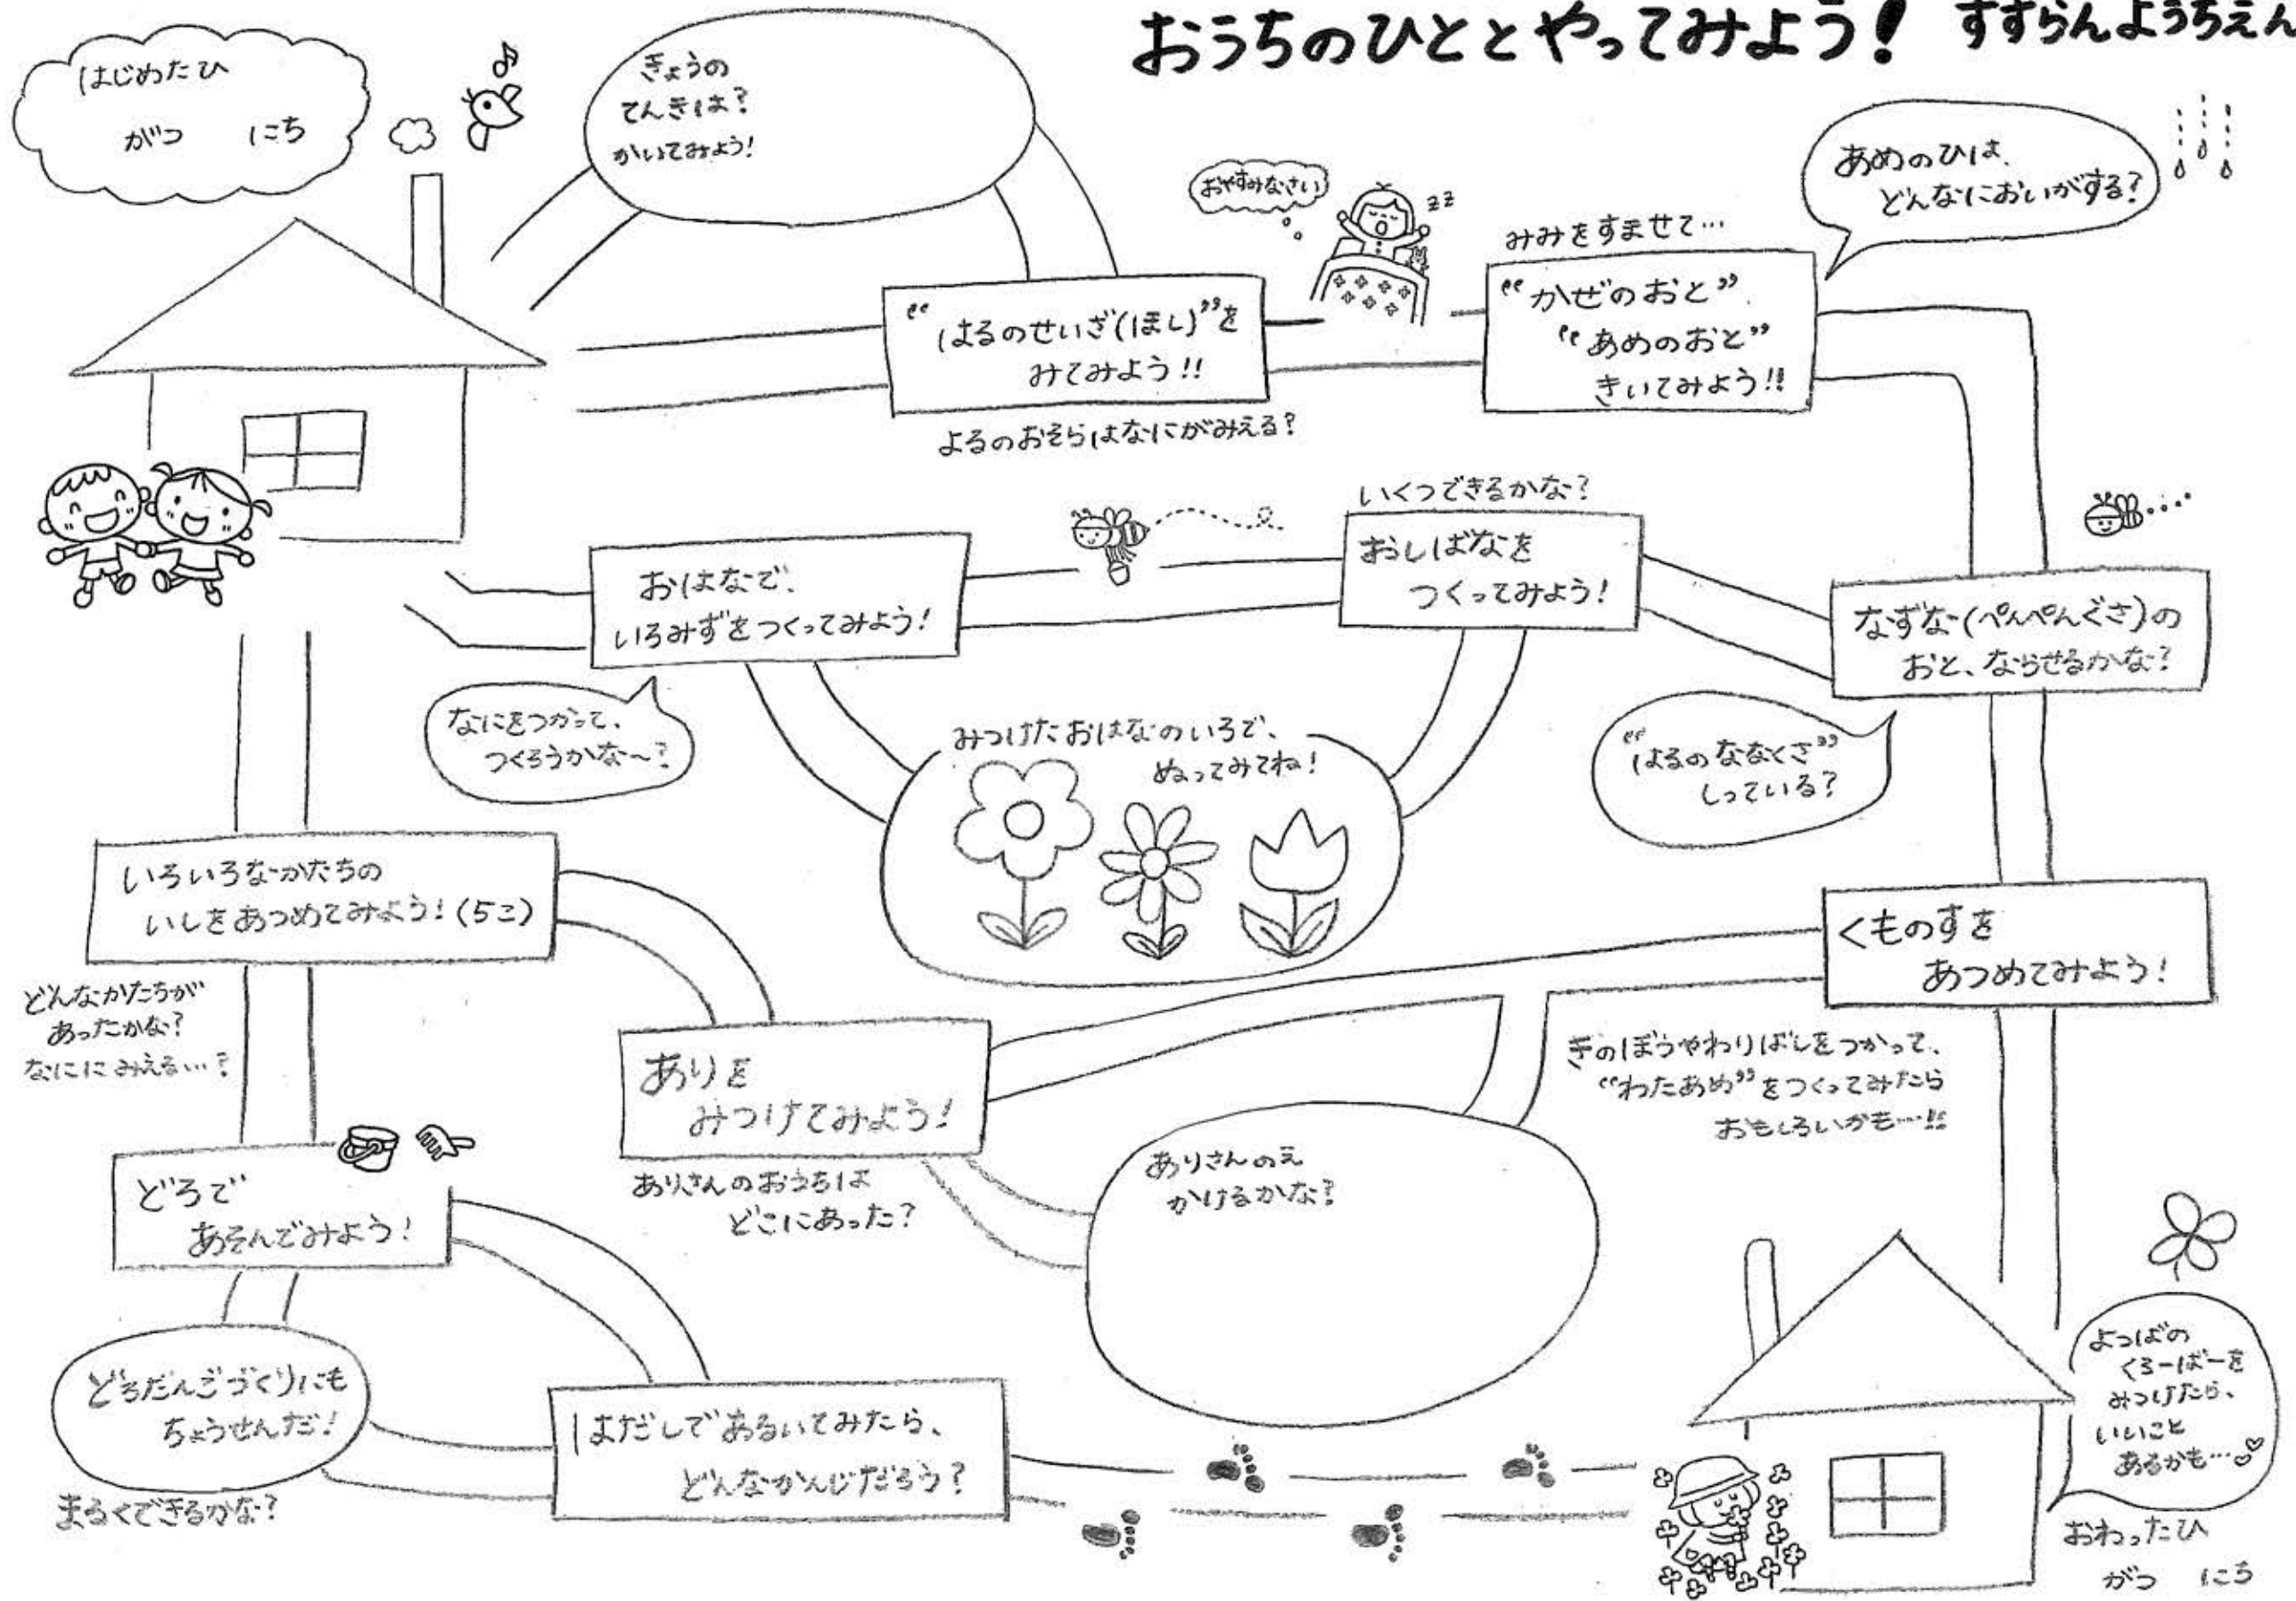 おうちのひととやってみよう！ すずらんようちえん
はじめたひ
がつ にち
きょうの
てんきは？
かいてみよう！
おやすみなさい
zz
あめのひは、
どんなにおいがする？
みみをすませて…
“かぜのおと”
“あめのおと”
きいてみよう!!
“はるのせいざ(ほし)”を
みてみよう!!
よるのおそらはなにがみえる？
いくつできるかな？
おしばなを
つくってみよう！
おはなで、
いろみずをつくってみよう！
なにをつかって、
つくろうかな～？
なずな(ぺんぺんぐさ)の
おと、ならせるかな？
“はるのななくさ”
しっている？
みつけたおはなのいろで、
ぬってみてね！
いろいろなかたちの
いしをあつめてみよう！(5こ)
どんなかたちが
あったかな？
なににみえる…？
くものすを
あつめてみよう！
きのぼうやわりばしをつかって、
“わたあめ”をつくってみたら
おもしろいかも…!!
ありを
みつけてみよう！
ありさんのおうちは
どこにあった？
ありさんのえ
かけるかな？
どろで
あそんでみよう！
どろだんごづくりにも
ちょうせんだ！
まるくできるかな？
はだしであるいてみたら、
どんなかんじだろう？
よつばの
くろーばーを
みつけたら、
いいこと
あるかも…♡
おわったひ
がつ にち